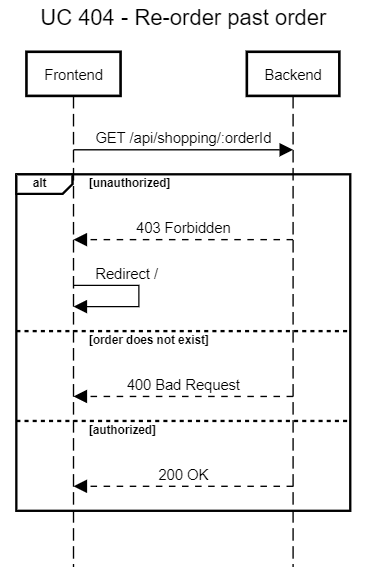 UC 404 - Re-order past order
Frontend
Backend
GET /api/shopping/:orderId
alt
[unauthorized]
403 Forbidden
Redirect /
[order does not exist]
400 Bad Request
[authorized]
200 OK